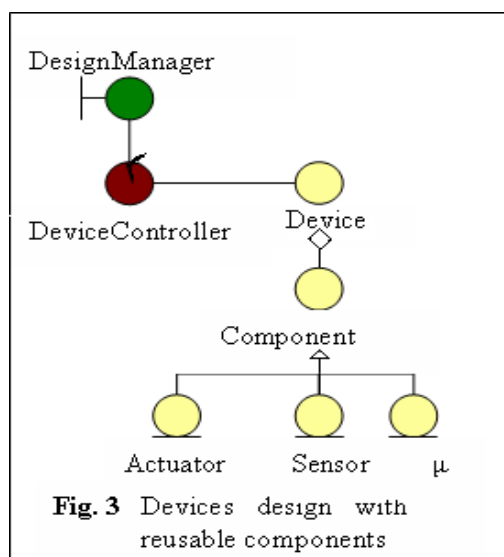 DesignManager
DeviceController
Device
Component
Actuator Sensor μ
Fig. 3 Devices design with
reusable components